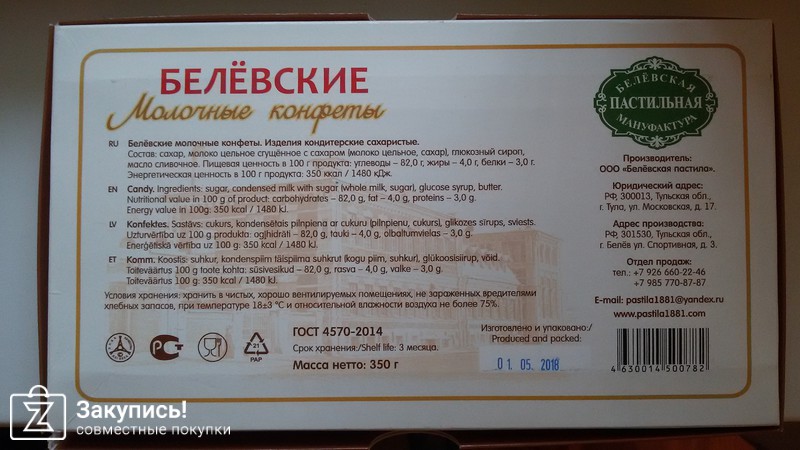 БЕЛЁВСКИЕ
Молочные конфеты
БЕЛЁВСКАЯ
ПАСТИЛЬНАЯ
МАНУФАКТУРА
RU Белёвские молочные конфеты. Изделия кондитерские сахаристые.
Состав: сахар, молоко цельное сгущённое с сахаром (молоко цельное, сахар), глюкозный сироп,
масло сливочное. Пищевая ценность в 100 г продукта: углеводы – 82,0 г, жиры – 4,0 г, белки – 3,0 г.
Энергетическая ценность в 100 г продукта: 350 ккал / 1480 кДж.
EN Candy. Ingredients: sugar, condensed milk with sugar (whole milk, sugar), glucose syrup, butter.
Nutritional value in 100 g of product: carbohydrates – 82,0 g, fat – 4,0 g, proteins – 3,0 g.
Energy value in 100g: 350 kcal / 1480 kJ.
LV Konfektes. Sastāvs: cukurs, kondensētais pilnpiena ar cukuru (pilnpienu, cukurs), glikozes sīrups, sviests.
Uzturvērtība uz 100 g produkta: ogļhidrāti – 82,0 g, tauki – 4,0 g, olbaltumvielas – 3,0 g.
Enerģētiskā vērtība uz 100 g: 350 kcal / 1480 kJ.
ET Komm. Koostis: suhkur, kondenspiim täispiima suhkrut (kogu piim, suhkur), glükoosisiirup, võid.
Toiteväärtus 100 g toote kohta: süsivesikud – 82,0 g, rasva – 4,0 g, valke – 3,0 g.
Toiteväärtus 100 g: 350 kcal / 1480 kJ.
Условия хранения: хранить в чистых, хорошо вентилируемых помещениях, не зараженных вредителями
хлебных запасов, при температуре 18±3 °С и относительной влажности воздуха не более 75%.
Производитель:
ООО «Белёвская пастила».
Юридический адрес:
РФ, 300013, Тульская обл.,
г. Тула, ул. Московская, д. 17.
Адрес производства:
РФ, 301530, Тульская обл.,
г. Белёв ул. Спортивная, д. 3.
Отдел продаж:
тел.: +7 926 660-22-46
+7 985 770-87-87
E-mail: pastila1881@yandex.ru
www.pastila1881.com
21
PAP
ГОСТ 4570-2014
Срок хранения:/Shelf life: 3 месяца.
Масса нетто: 350 г
Изготовлено и упаковано:/
Produced and packed:
01. 05. 2018
4 630014 500782
Закупись!
совместные покупки